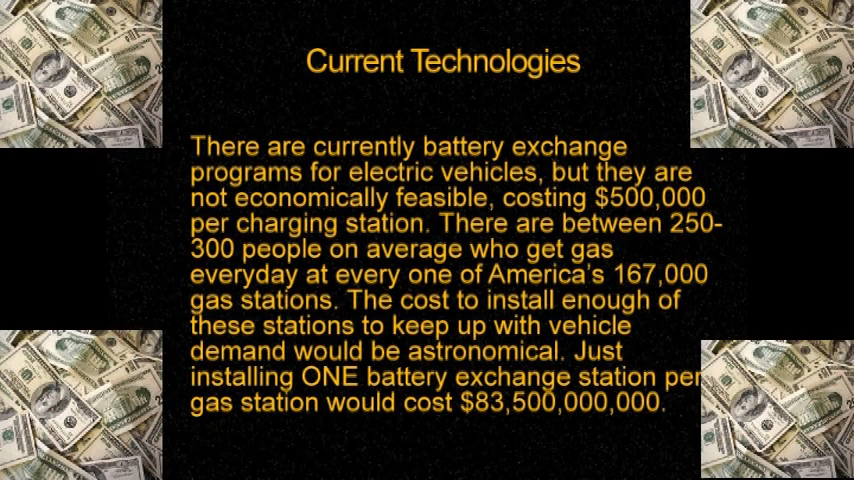 Current Technologies
There are currently battery exchange
programs for electric vehicles, but they are
not economically feasible, costing $500,000
per charging station. There are between 250-
300 people on average who get gas
everyday at every one of America's 167,000
gas stations. The cost to install enough of
these stations to keep up with vehicle
demand would be astronomical. Just
installing ONE battery exchange station per
gas station would cost $83,500,000,000.